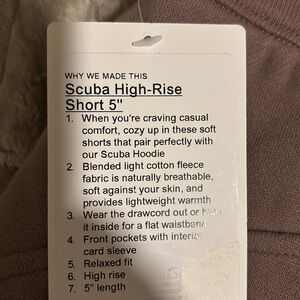 WHY WE MADE THIS
Scuba High-Rise
Short 5"
1. When you're craving casual
comfort, cozy up in these soft
shorts that pair perfectly with
our Scuba Hoodie
2. Blended light cotton fleece
fabric is naturally breathable,
soft against your skin, and
provides lightweight warmth
3. Wear the drawcord out or
it inside for a flat waistband
4. Front pockets with interior
card sleeve
5. Relaxed fit
6. High rise
7. 5" length